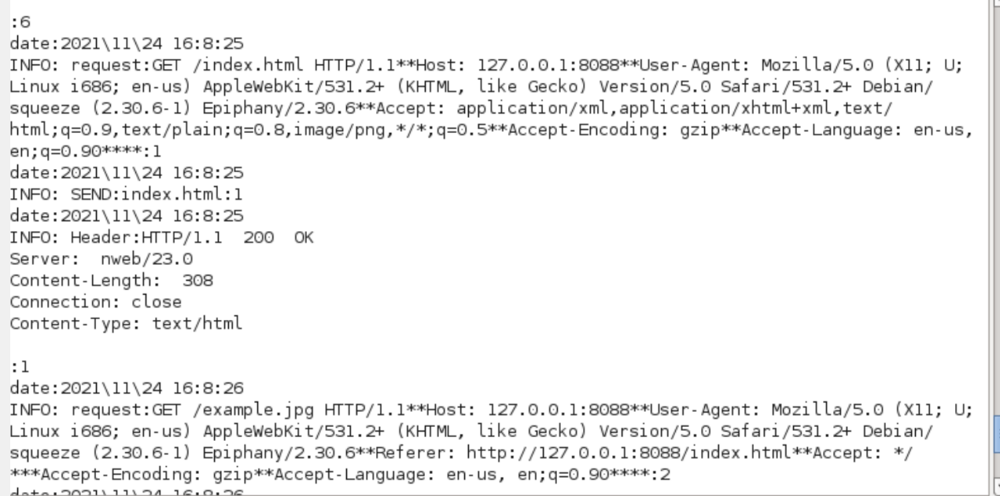 :6
date:2021\11\24 16:8:25
INFO: request:GET /index.html HTTP/1.1**Host: 127.0.0.1:8088**User-Agent: Mozilla/5.0 (X11; U;
Linux i686; en-us) AppleWebKit/531.2+ (KHTML, like Gecko) Version/5.0 Safari/531.2+ Debian/
squeeze (2.30.6-1) Epiphany/2.30.6**Accept: application/xml,application/xhtml+xml,text/
html;q=0.9,text/plain;q=0.8,image/png,*/*;q=0.5**Accept-Encoding: gzip**Accept-Language: en-us,
en;q=0.90****:1
date:2021\11\24 16:8:25
INFO: SEND:index.html:1
date:2021\11\24 16:8:25
INFO: Header:HTTP/1.1  200  OK
Server:  nweb/23.0
Content-Length:  308
Connection: close
Content-Type: text/html
:1
date:2021\11\24 16:8:26
INFO: request:GET /example.jpg HTTP/1.1**Host: 127.0.0.1:8088**User-Agent: Mozilla/5.0 (X11; U;
Linux i686; en-us) AppleWebKit/531.2+ (KHTML, like Gecko) Version/5.0 Safari/531.2+ Debian/
squeeze (2.30.6-1) Epiphany/2.30.6**Referer: http://127.0.0.1:8088/index.html**Accept: */
***Accept-Encoding: gzip**Accept-Language: en-us, en;q=0.90****:2
date:2021\11\24 16:8:26